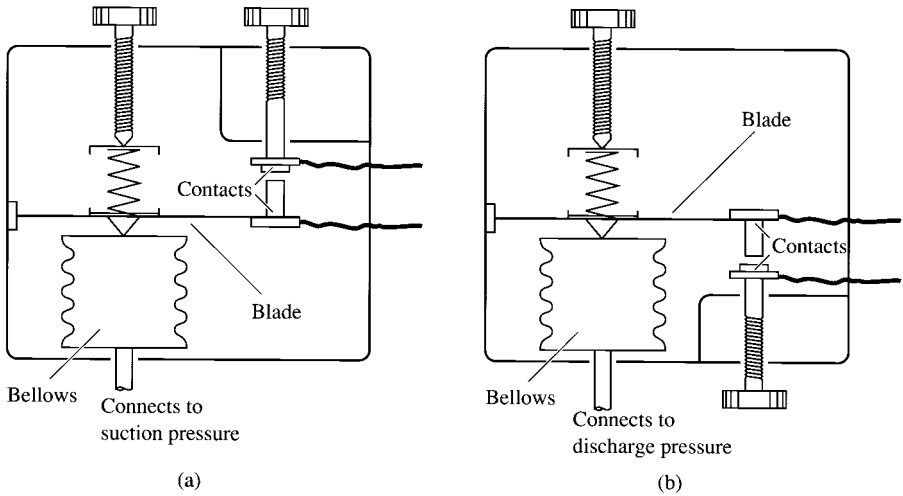 Contacts
Blade
Bellows
Connects to
suction pressure
(a)
Blade
Contacts
Bellows
Connects to
discharge pressure
(b)